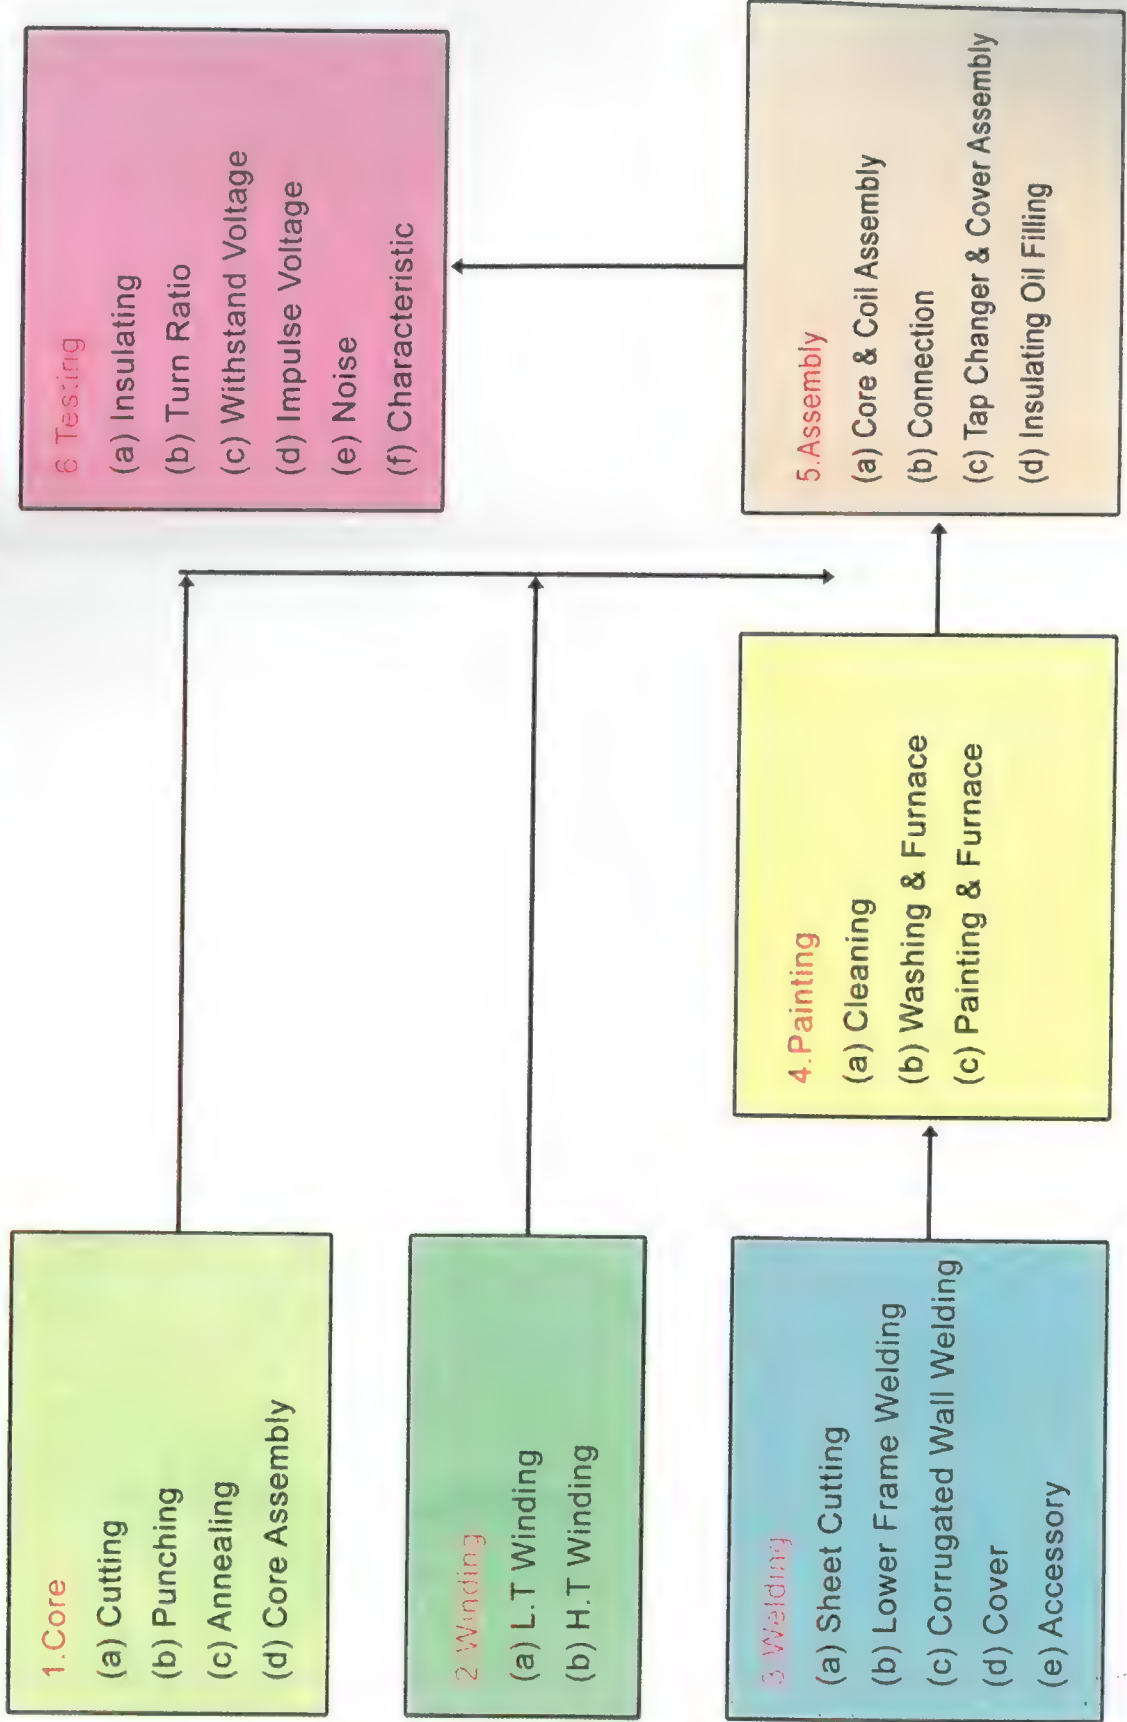 1.Core
(a) Cutting
(b) Punching
(c) Annealing
(d) Core Assembly
2 Winding
(a) L.T Winding
(b) H.T Winding
3 Welding
(a) Sheet Cutting
(b) Lower Frame Welding
(c) Corrugated Wall Welding
(d) Cover
(e) Accessory
4.Painting
(a) Cleaning
(b) Washing & Furnace
(c) Painting & Furnace
5.Assembly
(a) Core & Coil Assembly
(b) Connection
(c) Tap Changer & Cover Assembly
(d) Insulating Oil Filling
6 Testing
(a) Insulating
(b) Turn Ratio
(c) Withstand Voltage
(d) Impulse Voltage
(e) Noise
(f) Characteristic